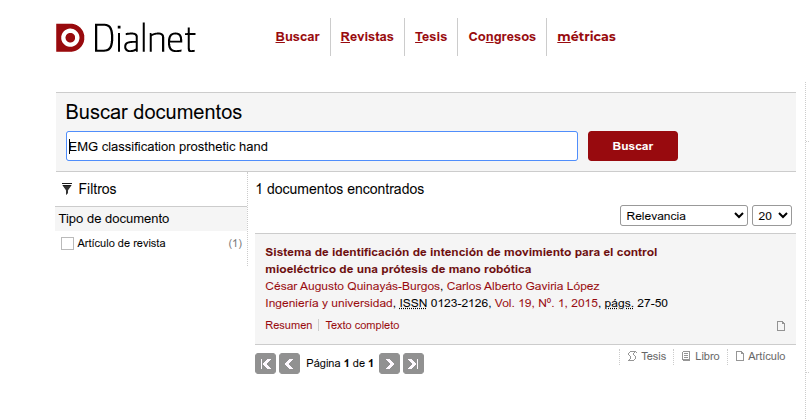 Dialnet
Buscar Revistas Tesis Congresos métricas
Buscar documentos
EMG classification prosthetic hand
Buscar
Filtros
1 documentos encontrados
Tipo de documento
Relevancia 20
Artículo de revista (1)
Sistema de identificación de intención de movimiento para el control
mioeléctrico de una prótesis de mano robótica
César Augusto Quinayás-Burgos, Carlos Alberto Gaviria López
Ingeniería y universidad, ISSN 0123-2126, Vol. 19, Nº. 1, 2015, págs. 27-50
Resumen Texto completo
Página 1 de 1
Tesis Libro Artículo